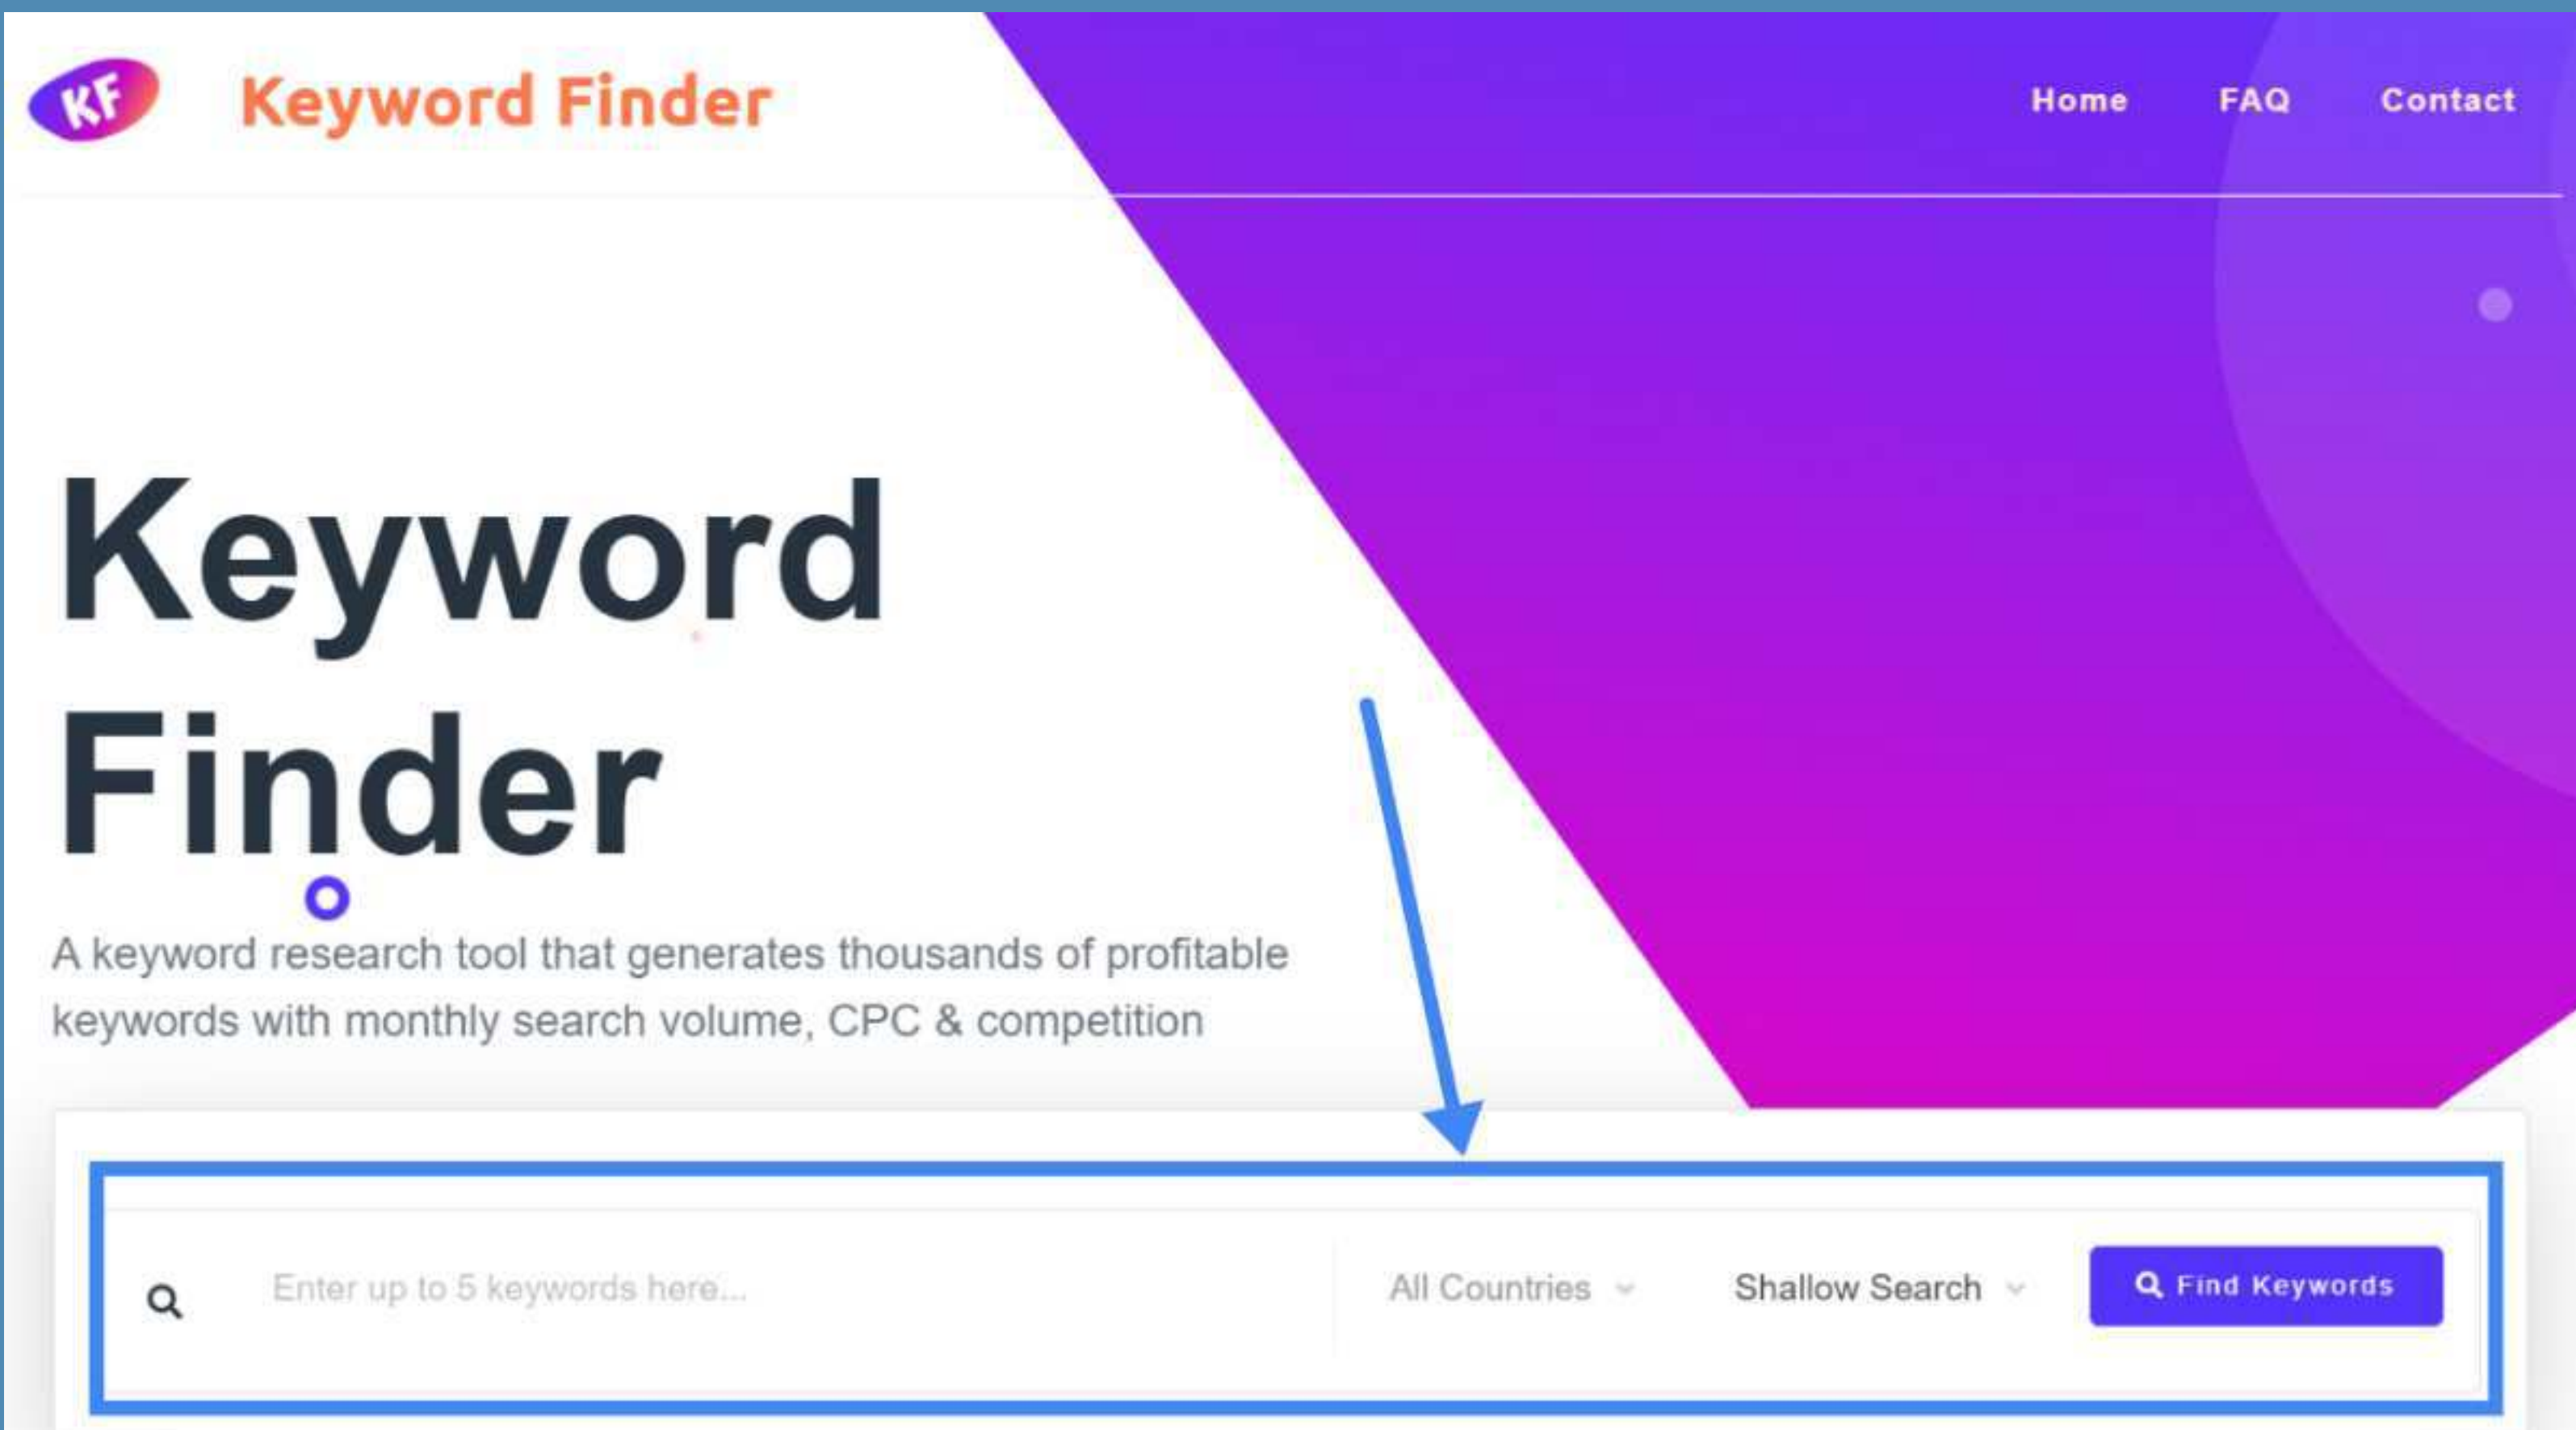 KF Keyword Finder Home FAQ Contact
Keyword
Finder
A keyword research tool that generates thousands of profitable
keywords with monthly search volume, CPC & competition
Enter up to 5 keywords here... All Countries Shallow Search Find Keywords